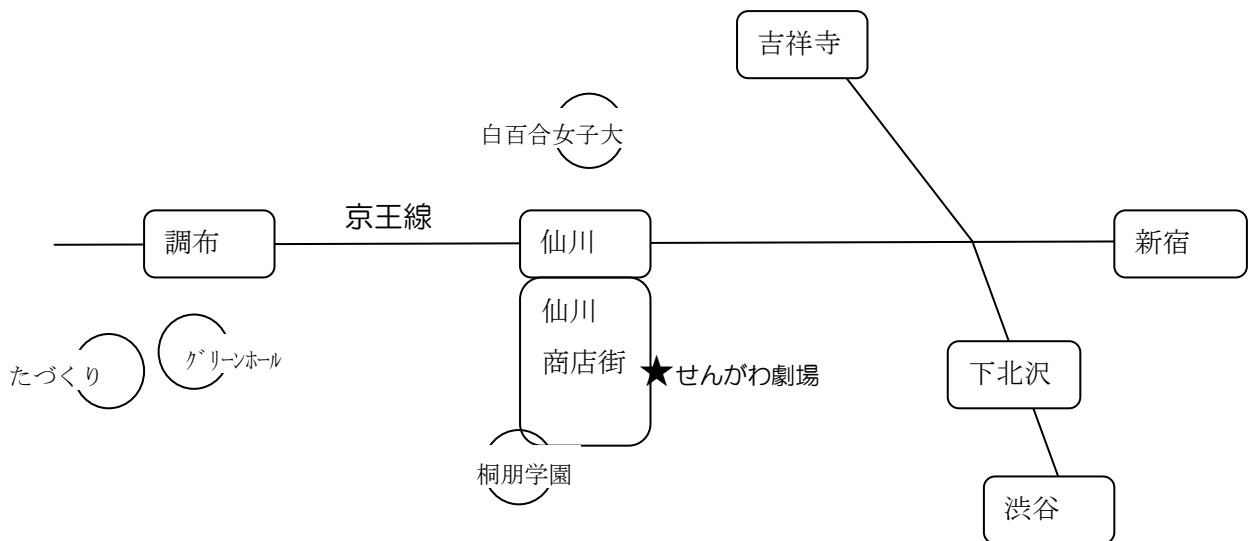 吉祥寺
白百合女子大
京王線
調布
仙川
新宿
仙川
商店街
グリーンホール
たづくり
★せんがわ劇場
下北沢
桐朋学園
渋谷